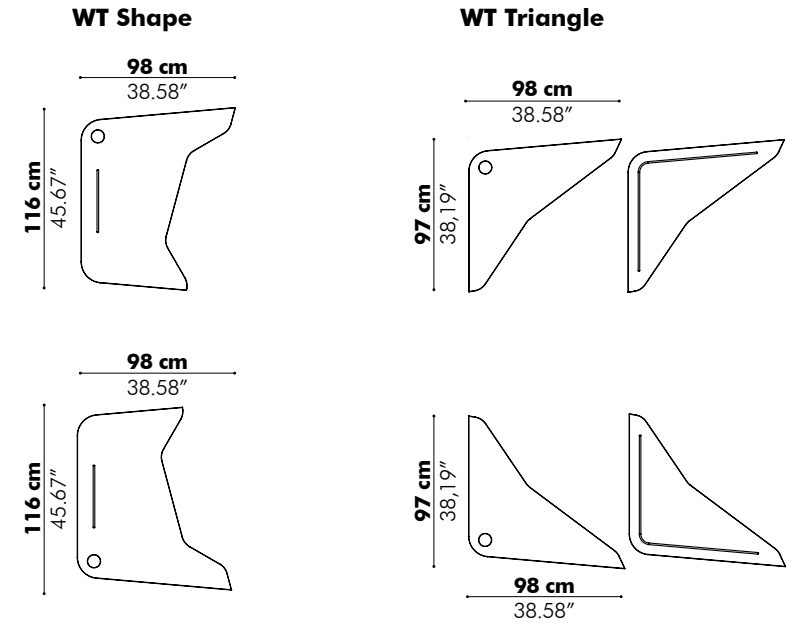 WT Shape
98 cm
38.58″
116 cm
45.67″
98 cm
38.58″
116 cm
45.67″
WT Triangle
98 cm
38.58″
97 cm
38,19″
97 cm
38,19″
98 cm
38.58″